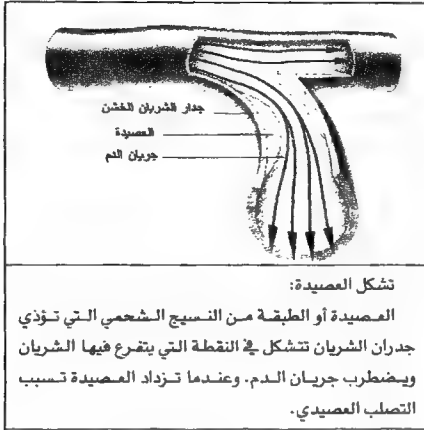 جدار الشريان الخشن
العصيدة
جريان الدم
تشكل العصيدة:
العصيدة أو الطبقة من النسيج الشحمي التي تؤذي
جدران الشريان تتشكل في النقطة التي يتفرع فيها الشريان
ويضطرب جريان الدم. وعندما تزداد العصيدة تسبب
التصلب العصيدي.